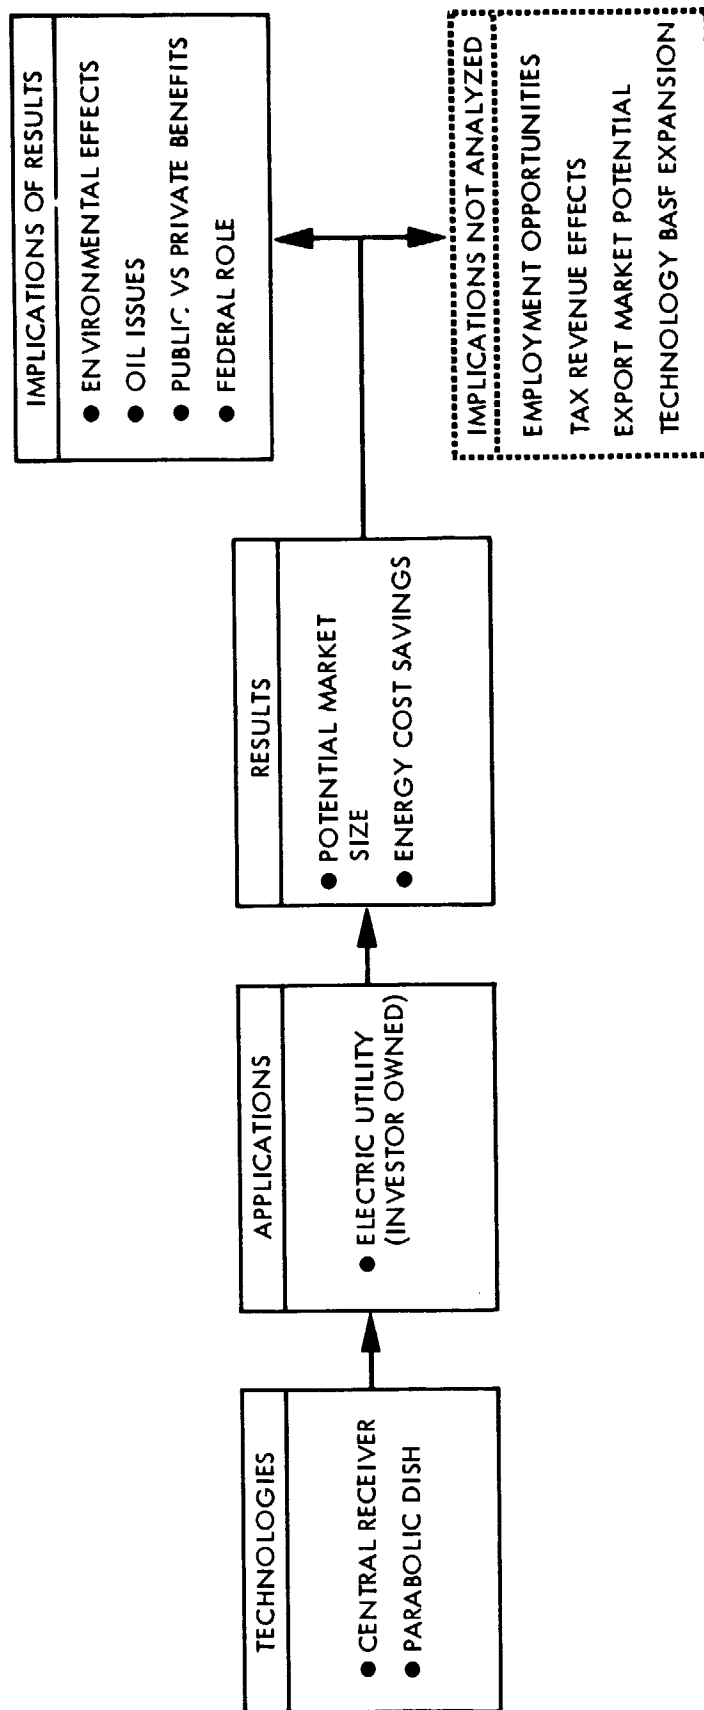 TECHNOLOGIES
● CENTRAL RECEIVER
● PARABOLIC DISH
APPLICATIONS
● ELECTRIC UTILITY
(INVESTOR OWNED)
RESULTS
● POTENTIAL MARKET
SIZE
● ENERGY COST SAVINGS
IMPLICATIONS OF RESULTS
● ENVIRONMENTAL EFFECTS
● OIL ISSUES
● PUBLIC VS PRIVATE BENEFITS
● FEDERAL ROLE
IMPLICATIONS NOT ANALYZED
EMPLOYMENT OPPORTUNITIES
TAX REVENUE EFFECTS
EXPORT MARKET POTENTIAL
TECHNOLOGY BASE EXPANSION